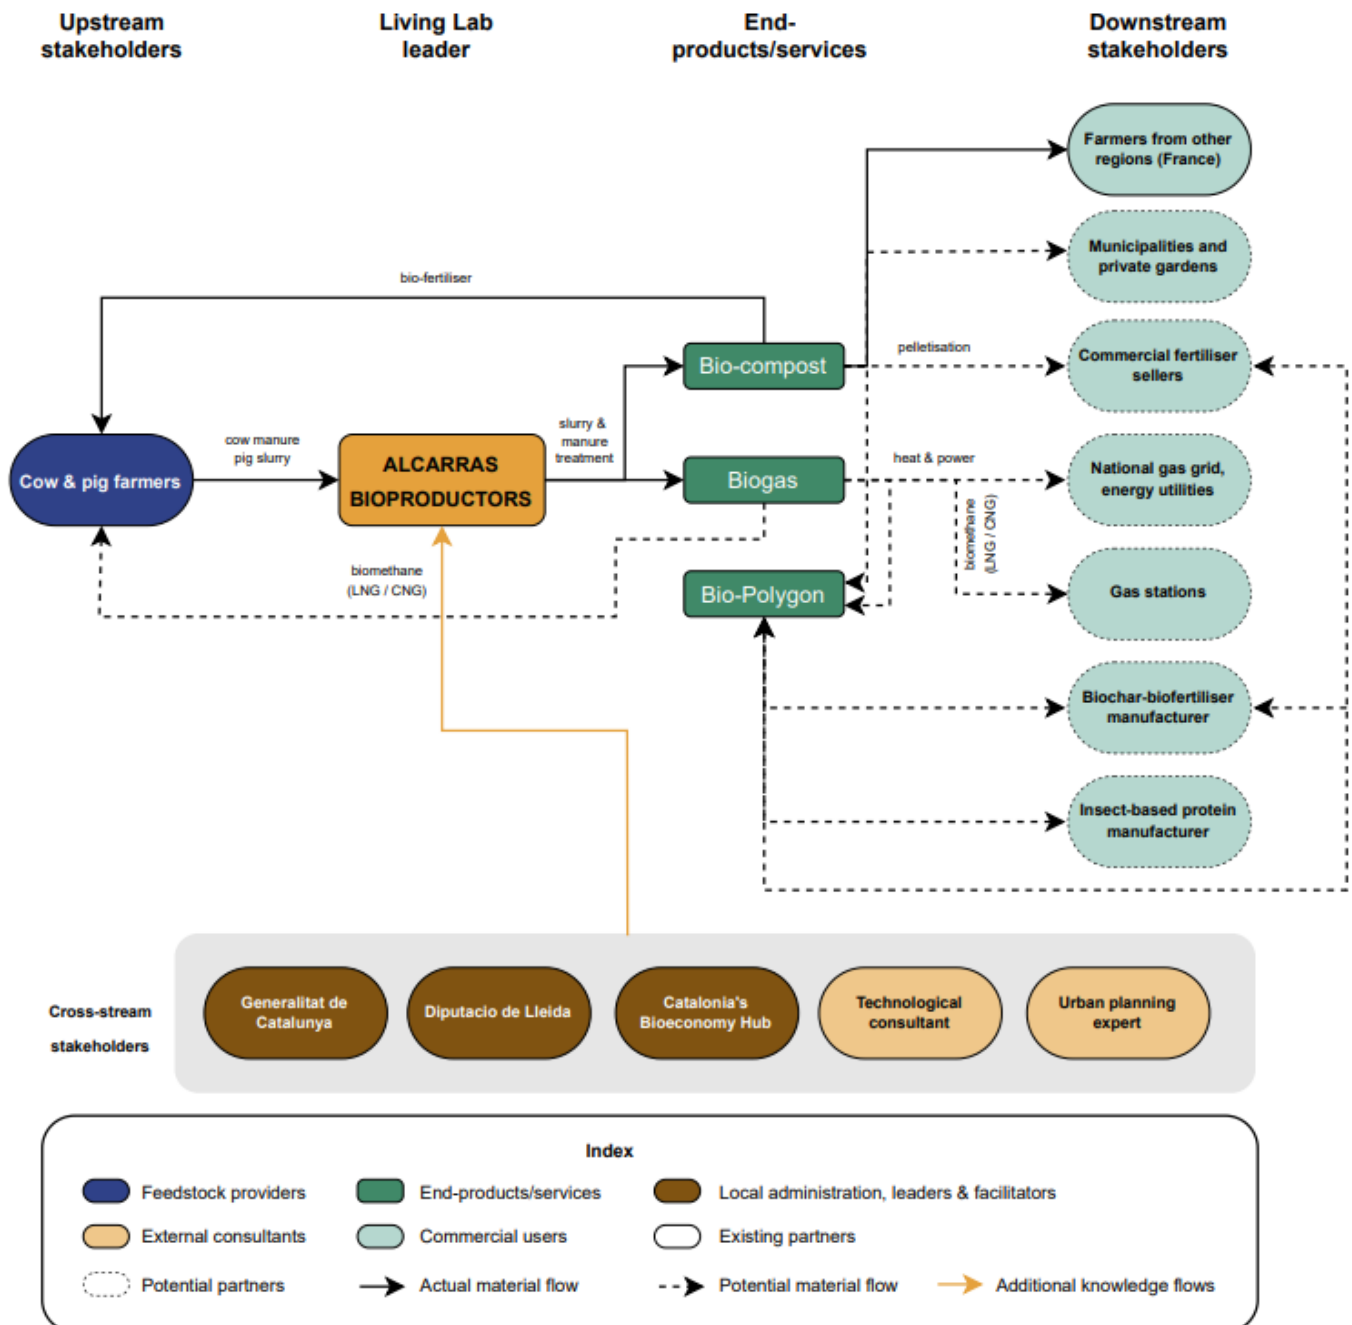 Upstream
stakeholders
Living Lab
leader
End-
products/services
Downstream
stakeholders
Farmers from other
regions (France)
Municipalities and
private gardens
bio-fertiliser
Bio-compost
pelletisation
Commercial fertiliser
sellers
Cow & pig farmers
cow manure
pig slurry
ALCARRAS
BIOPRODUCTORS
slurry &
manure
treatment
Biogas
heat & power
National gas grid,
energy utilities
biomethane
(LNG / CNG)
biomethane
(LNG / CNG)
Bio-Polygon
Gas stations
Biochar-biofertiliser
manufacturer
Insect-based protein
manufacturer
Cross-stream
stakeholders
Generalitat de
Catalunya
Diputacio de Lleida
Catalonia's
Bioeconomy Hub
Technological
consultant
Urban planning
expert
Index
Feedstock providers
End-products/services
Local administration, leaders & facilitators
External consultants
Commercial users
Existing partners
Potential partners
Actual material flow
Potential material flow
Additional knowledge flows